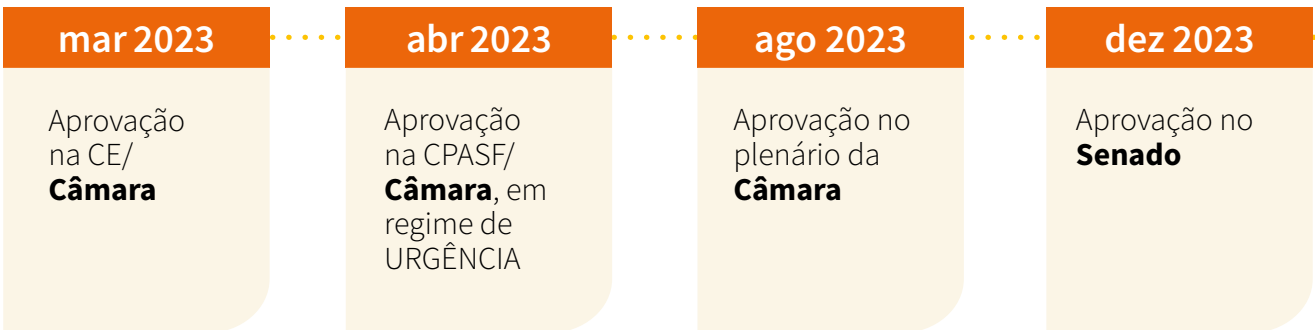 mar 2023
Aprovação
na CE/
Câmara
abr 2023
Aprovação
na CPASF/
Câmara, em
regime de
URGÊNCIA
ago 2023
Aprovação no
plenário da
Câmara
dez 2023
Aprovação no
Senado